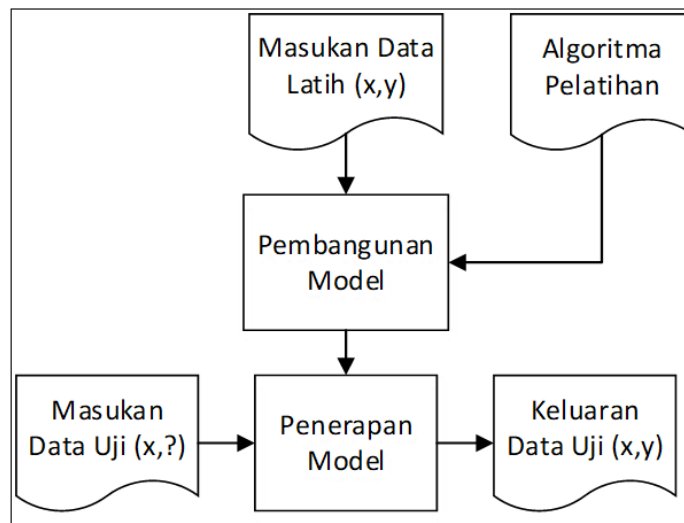 Masukan Data
Latih (x,y)
Algoritma
Pelatihan
Pembangunan
Model
Masukan
Data Uji (x,?)
Penerapan
Model
Keluaran
Data Uji (x,y)